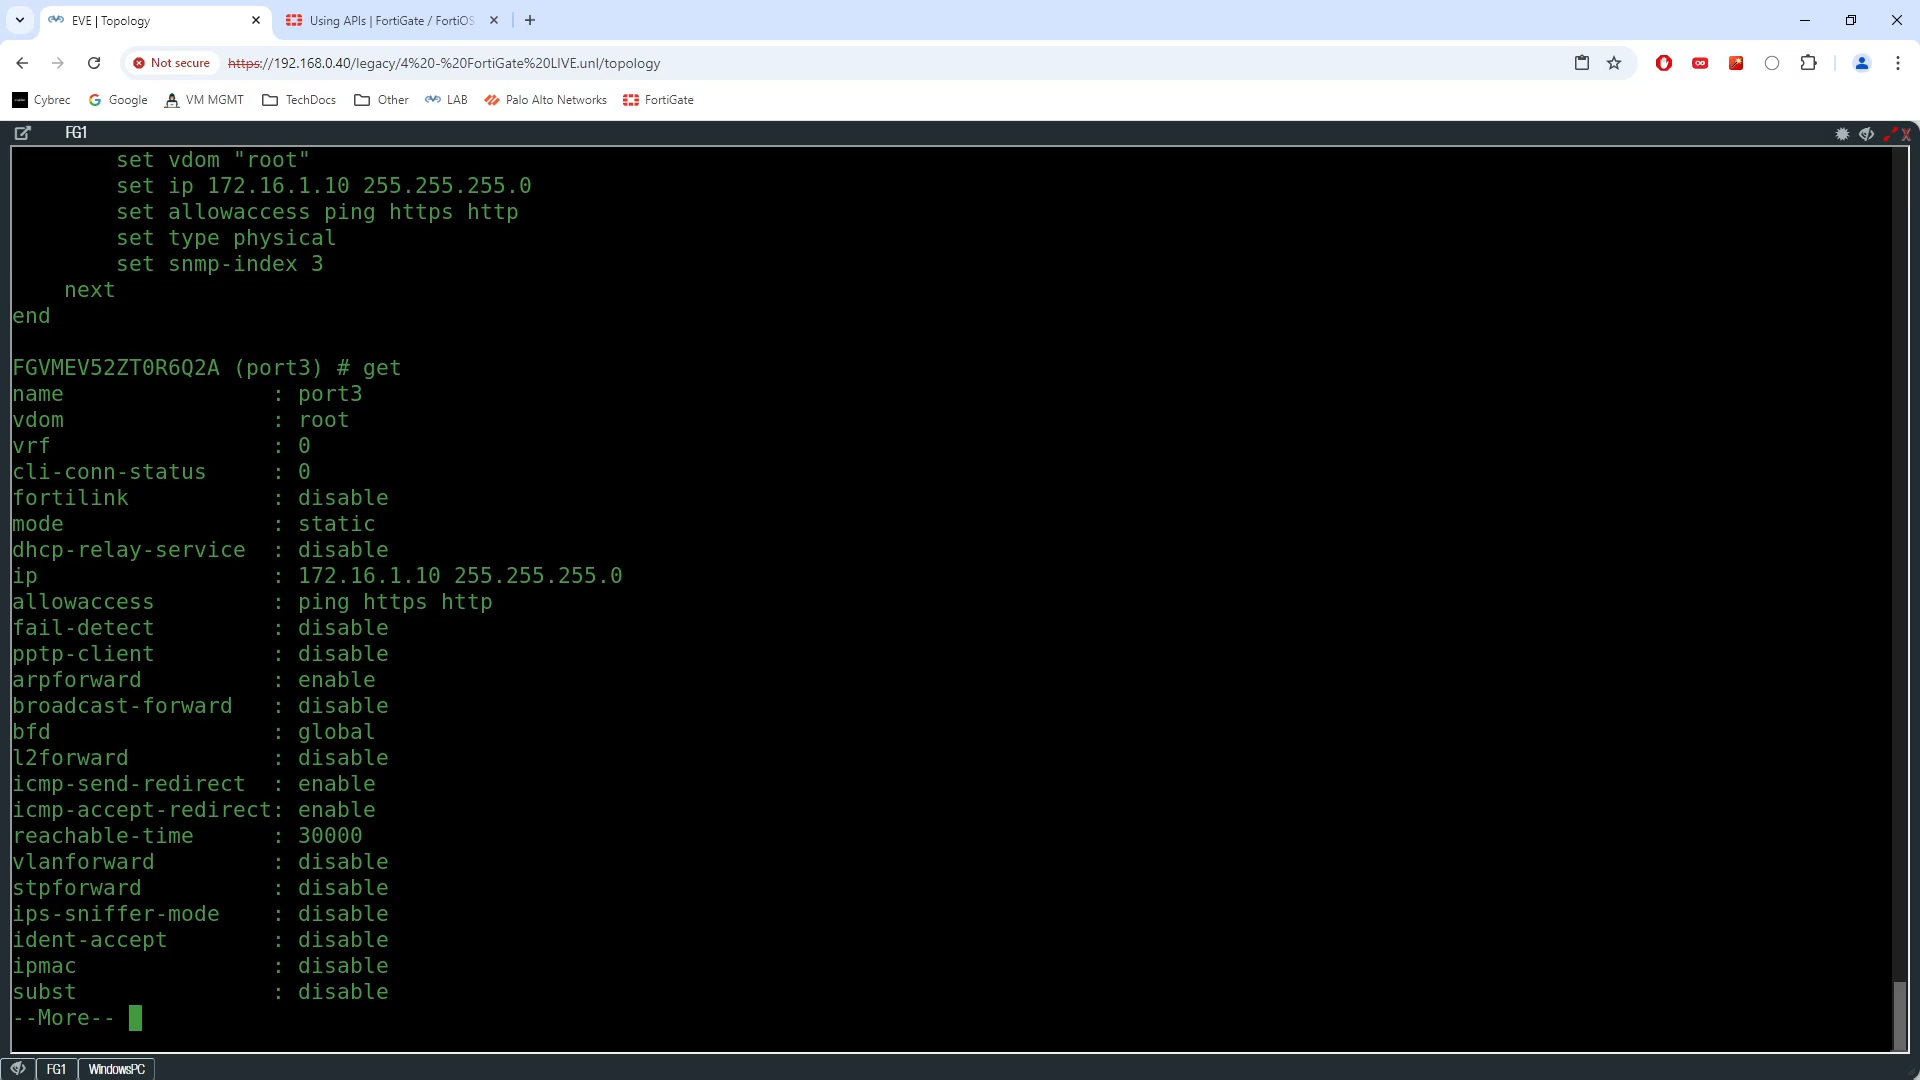 EVE | Topology
Using APIs | FortiGate / FortiOS
Not secure
https://192.168.0.40/legacy/4%20-%20FortiGate%20LIVE.unl/topology
Cybrec
Google
VM MGMT
TechDocs
Other
LAB
Palo Alto Networks
FortiGate
FG1
X
set vdom "root"
set ip 172.16.1.10 255.255.255.0
set allowaccess ping https http
set type physical
set snmp-index 3
next
end
FGVMEV52ZT0R6Q2A (port3) # get
name : port3
vdom : root
vrf : 0
cli-conn-status : 0
fortilink : disable
mode : static
dhcp-relay-service : disable
ip : 172.16.1.10 255.255.255.0
allowaccess : ping https http
fail-detect : disable
pptp-client : disable
arpforward : enable
broadcast-forward : disable
bfd : global
l2forward : disable
icmp-send-redirect : enable
icmp-accept-redirect: enable
reachable-time : 30000
vlanforward : disable
stpforward : disable
ips-sniffer-mode : disable
ident-accept : disable
ipmac : disable
subst : disable
--More--
FG1
WindowsPC